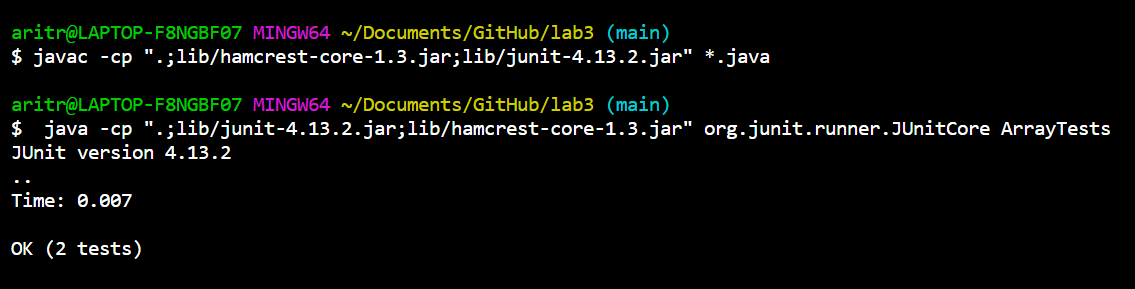 aritr@LAPTOP-F8NGBF07 MINGW64 ~/Documents/GitHub/lab3 (main)
$ javac -cp ".;lib/hamcrest-core-1.3.jar;lib/junit-4.13.2.jar" *.java
aritr@LAPTOP-F8NGBF07 MINGW64 ~/Documents/GitHub/lab3 (main)
$  java -cp ".;lib/junit-4.13.2.jar;lib/hamcrest-core-1.3.jar" org.junit.runner.JUnitCore ArrayTests
JUnit version 4.13.2
..
Time: 0.007
OK (2 tests)